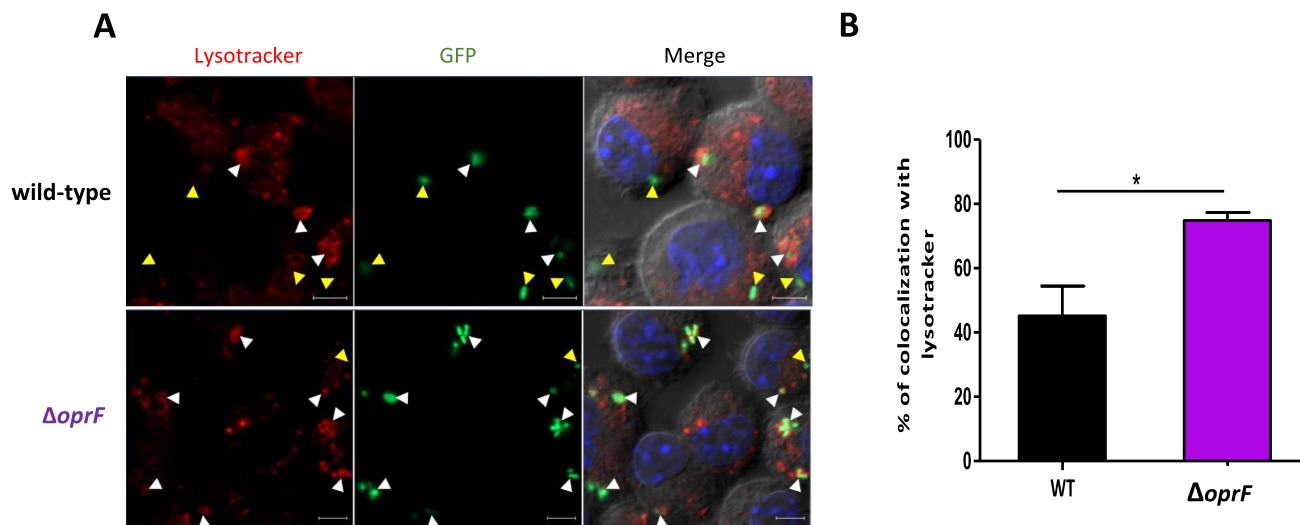 A
B
Lysotracker GFP Merge
wild-type
ΔoprF
% of colocalization with
lysotracker
100
80
60
40
20
0
*
WT ΔoprF